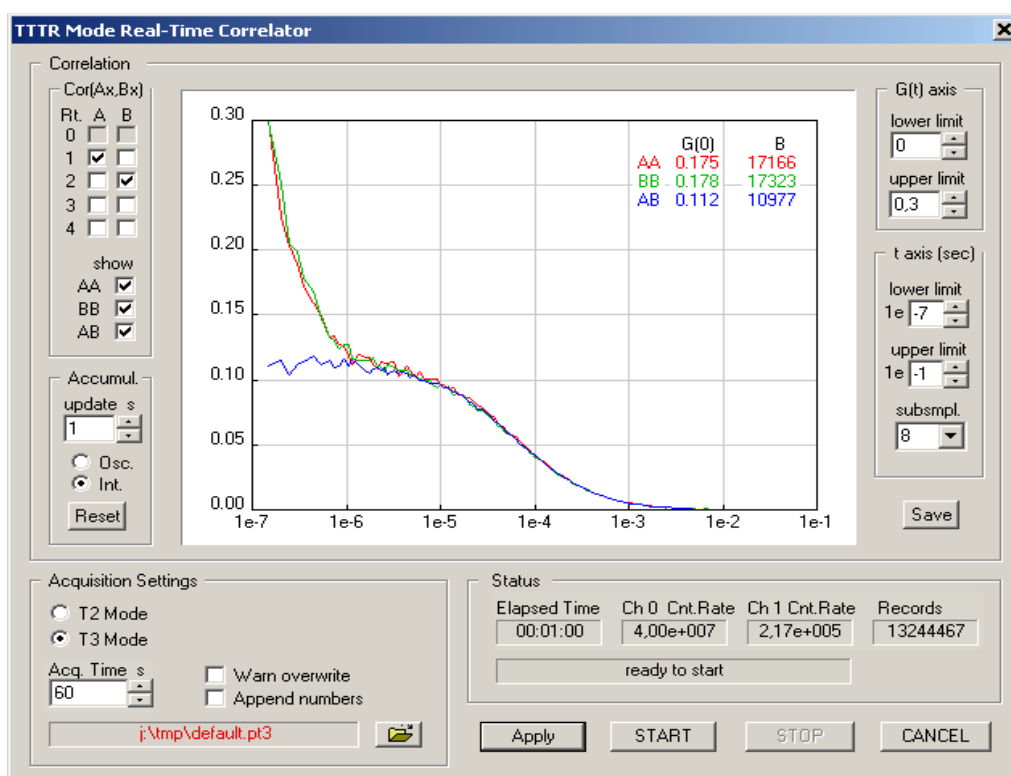 TTTR Mode Real-Time Correlator
Correlation
Cor(Ax,Bx)
Rt. A B
0
1
2
3
4
show
AA
BB
AB
Accumul.
update s
1
Osc.
Int.
Reset
0.30
0.25
0.20
0.15
0.10
0.05
0.00
1e-7 1e-6 1e-5 1e-4 1e-3 1e-2 1e-1
G(0) B
AA 0.175 17166
BB 0.178 17323
AB 0.112 10977
G(t) axis
lower limit
0
upper limit
0,3
t axis (sec)
lower limit
1e -7
upper limit
1e -1
subsmpl.
8
Save
Acquisition Settings
T2 Mode
T3 Mode
Acq. Time s
60
Warn overwrite
Append numbers
j:\tmp\default.pt3
Status
Elapsed Time Ch 0 Cnt.Rate Ch 1 Cnt.Rate Records
00:01:00 4,00e+007 2,17e+005 13244467
ready to start
Apply START STOP CANCEL